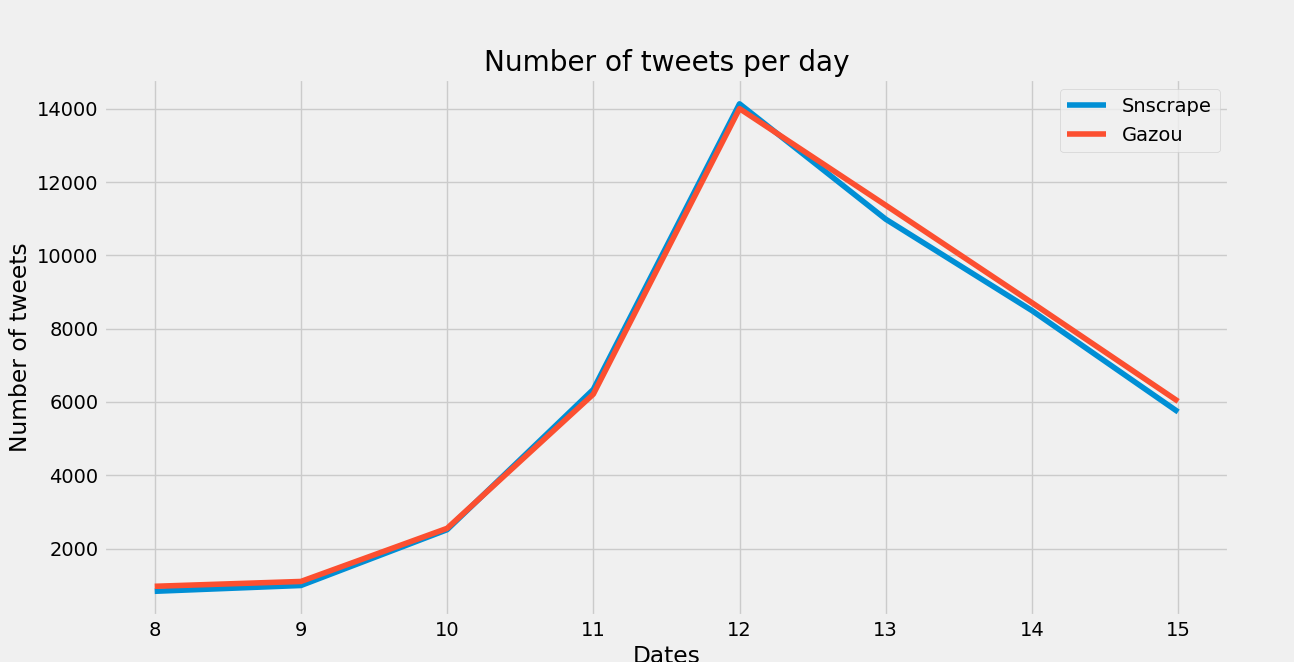 Number of tweets per day
Snscrape
Gazou
Number of tweets
14000
12000
10000
8000
6000
4000
2000
8 9 10 11 12 13 14 15
Dates